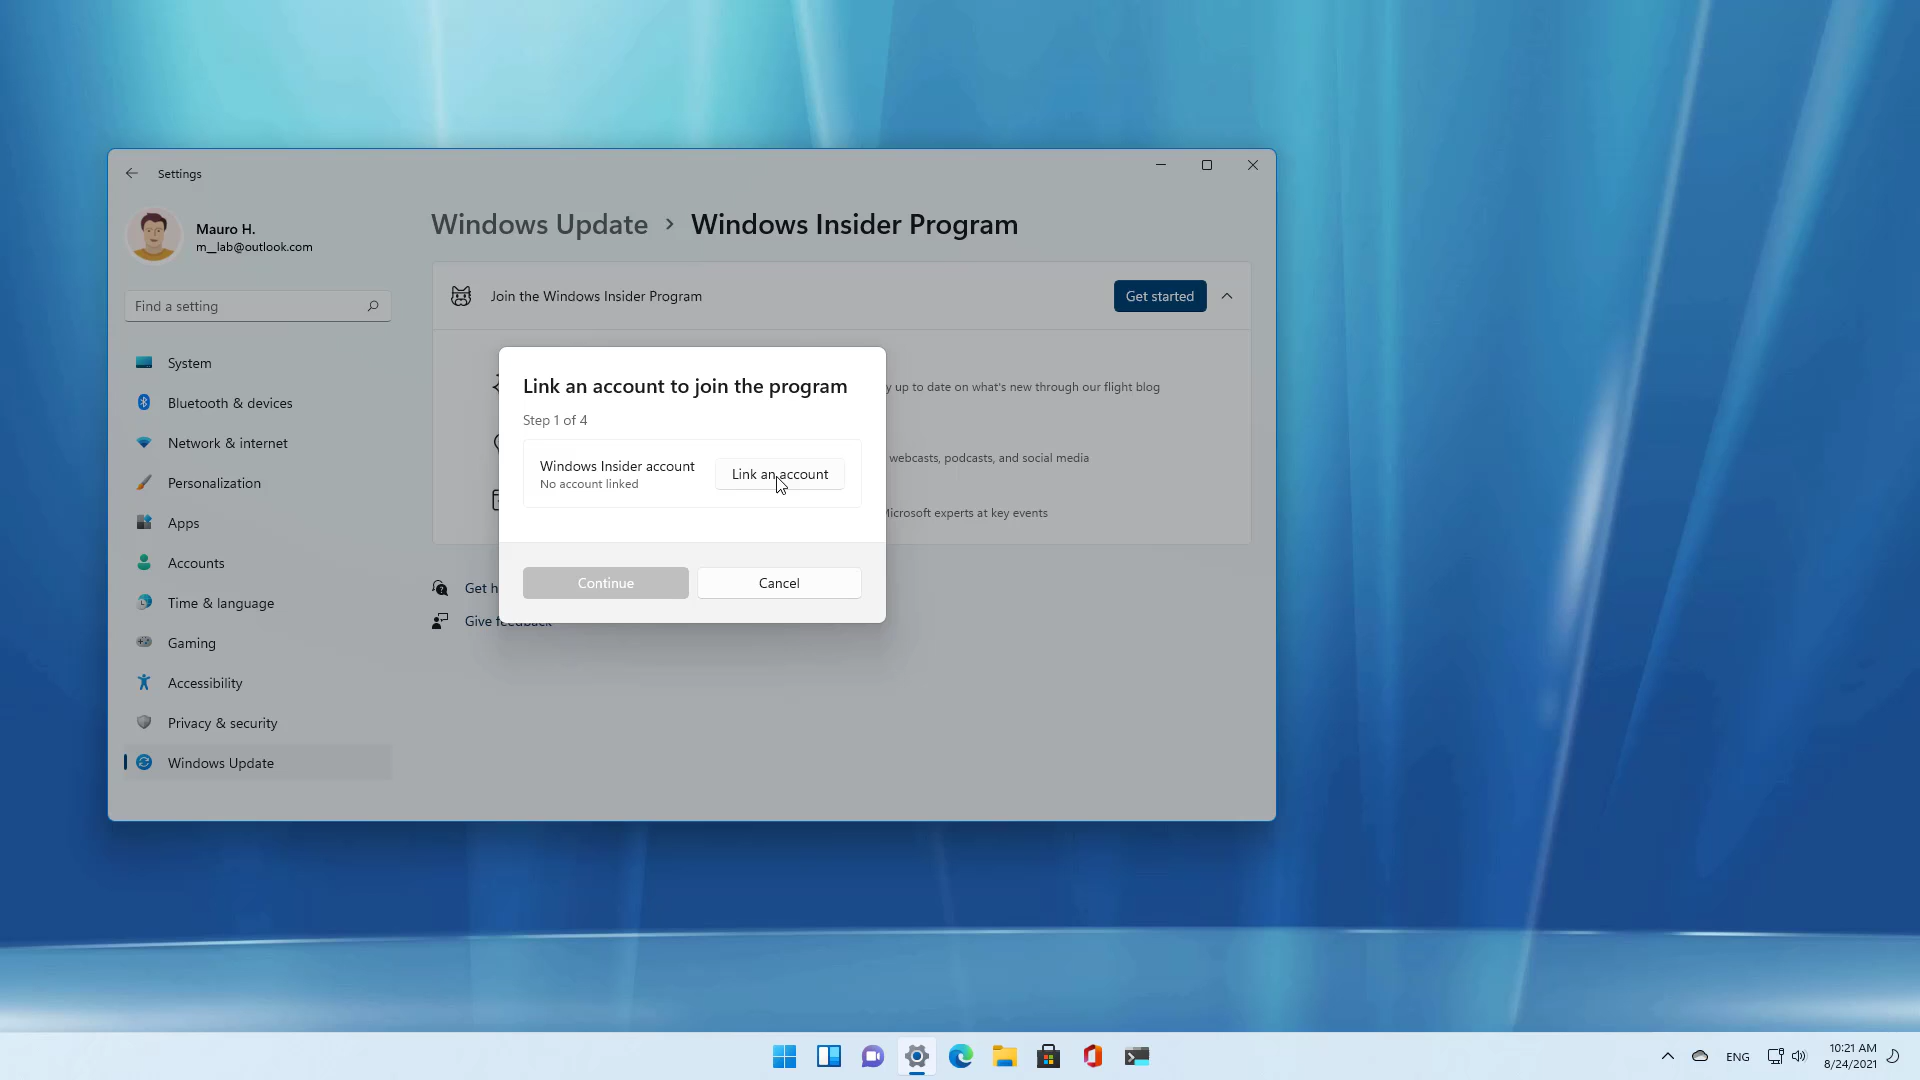 Settings
Mauro H.
m__lab@outlook.com
Find a setting
System
Bluetooth & devices
Network & internet
Personalization
Apps
Accounts
Time & language
Gaming
Accessibility
Privacy & security
Windows Update
Windows Update > Windows Insider Program
Join the Windows Insider Program
Get started
up to date on what's new through our flight blog
webcasts, podcasts, and social media
Microsoft experts at key events
Get
Give feedback
Link an account to join the program
Step 1 of 4
Windows Insider account
No account linked
Link an account
Continue
Cancel
ENG
10:21 AM
8/24/2021